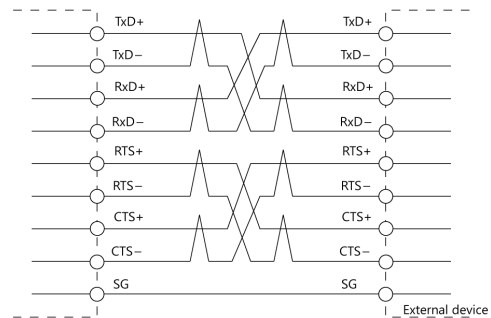 TxD+ TxD+
TxD− TxD−
RxD+ RxD+
RxD− RxD−
RTS+ RTS+
RTS− RTS−
CTS+ CTS+
CTS− CTS−
SG SG
External device